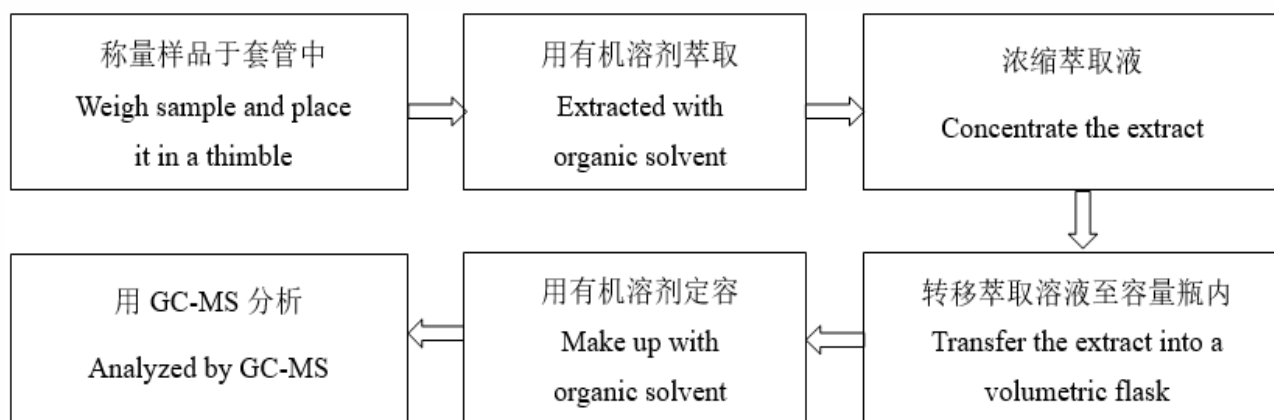 称量样品于套管中
Weigh sample and place
it in a thimble
用有机溶剂萃取
Extracted with
organic solvent
浓缩萃取液
Concentrate the extract
转移萃取溶液至容量瓶内
Transfer the extract into a
volumetric flask
用有机溶剂定容
Make up with
organic solvent
用 GC-MS 分析
Analyzed by GC-MS